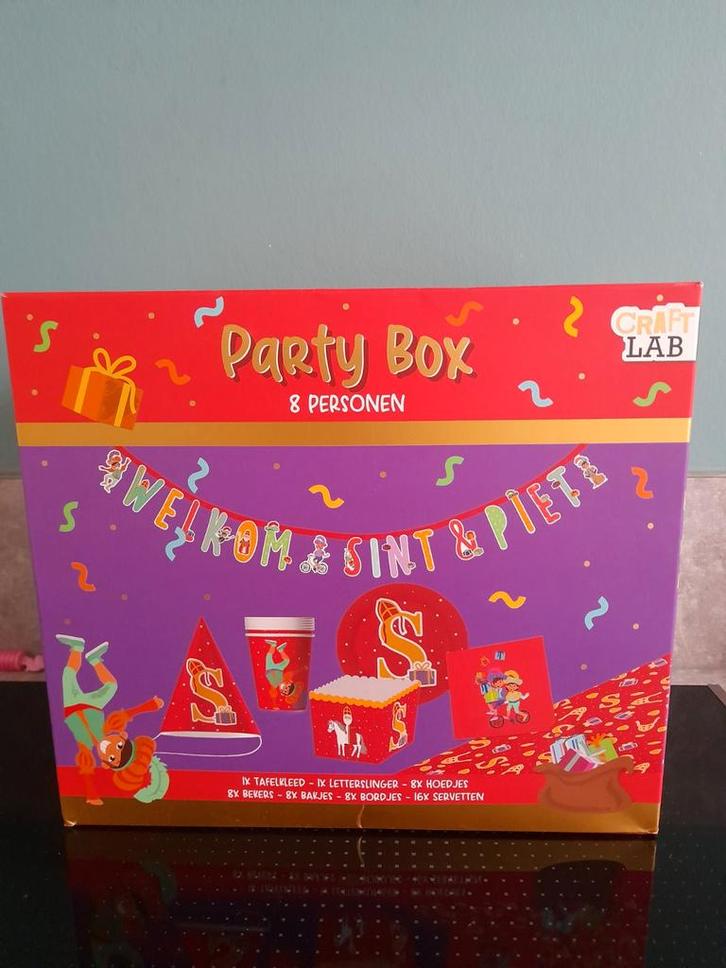 CRAFT
LAB
Party Box
8 PERSONEN
WELKOM SINT & PIET
S
S
S
1X TAFELKLEED - 1X LETTERSLINGER - 8X HOEDJES
8X BEKERS - 8X BAKJES - 8X BORDJES - 16X SERVETTEN